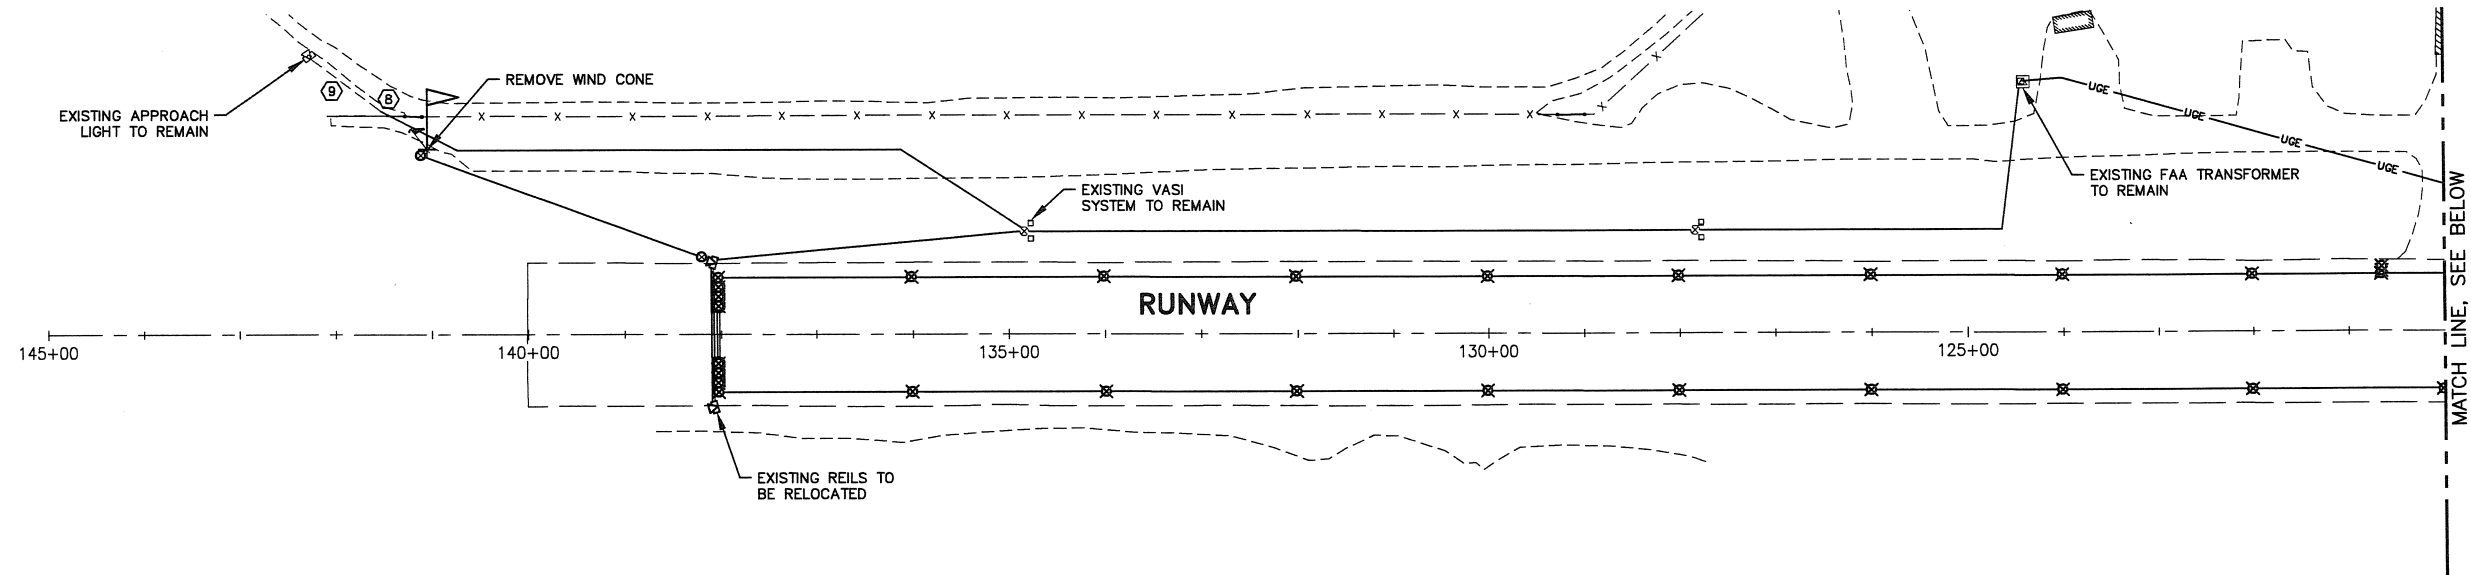 REMOVE WIND CONE
9
8
EXISTING APPROACH
LIGHT TO REMAIN
UGE
UGE
UGE
UGE
EXISTING VASI
SYSTEM TO REMAIN
EXISTING FAA TRANSFORMER
TO REMAIN
RUNWAY
145+00
140+00
135+00
130+00
125+00
MATCH LINE, SEE BELOW
EXISTING REILS TO
BE RELOCATED